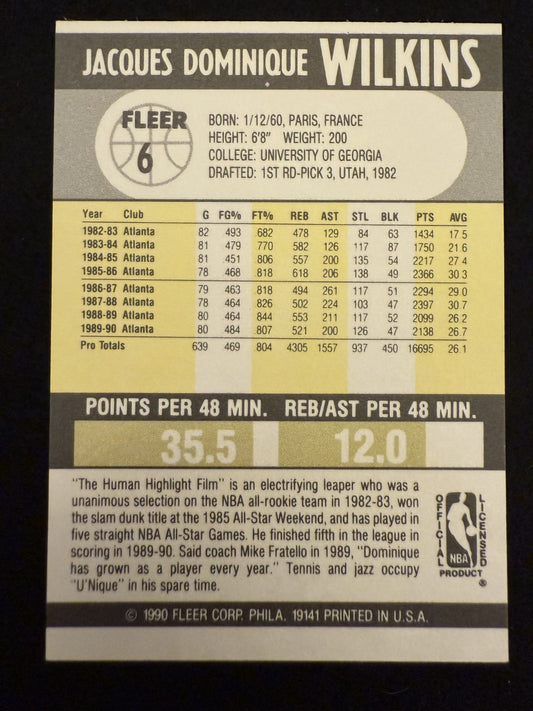 JACQUES DOMINIQUE WILKINS
FLEER
6
BORN: 1/12/60, PARIS, FRANCE
HEIGHT: 6'8" WEIGHT: 200
COLLEGE: UNIVERSITY OF GEORGIA
DRAFTED: 1ST RD-PICK 3, UTAH, 1982
Year Club G FG% FT% REB AST STL BLK PTS AVG
1982-83 Atlanta 82 493 682 478 129 84 63 1434 17.5
1983-84 Atlanta 81 479 770 582 126 117 87 1750 21.6
1984-85 Atlanta 81 451 806 557 200 135 54 2217 27.4
1985-86 Atlanta 78 468 818 618 206 138 49 2366 30.3
1986-87 Atlanta 79 463 818 494 261 117 51 2294 29.0
1987-88 Atlanta 78 464 826 502 224 103 47 2397 30.7
1988-89 Atlanta 80 464 844 553 211 117 52 2099 26.2
1989-90 Atlanta 80 484 807 521 200 126 47 2138 26.7
Pro Totals 639 469 804 4305 1557 937 450 16695 26.1
POINTS PER 48 MIN. REB/AST PER 48 MIN.
35.5 12.0
"The Human Highlight Film" is an electrifying leaper who was a
unanimous selection on the NBA all-rookie team in 1982-83, won
the slam dunk title at the 1985 All-Star Weekend, and has played in
five straight NBA All-Star Games. He finished fifth in the league in
scoring in 1989-90. Said coach Mike Fratello in 1989, "Dominique
has grown as a player every year." Tennis and jazz occupy
"U'Nique" in his spare time.
OFFICIAL LICENSED
NBA
PRODUCT
®
© 1990 FLEER CORP. PHILA. 19141 PRINTED IN U.S.A.